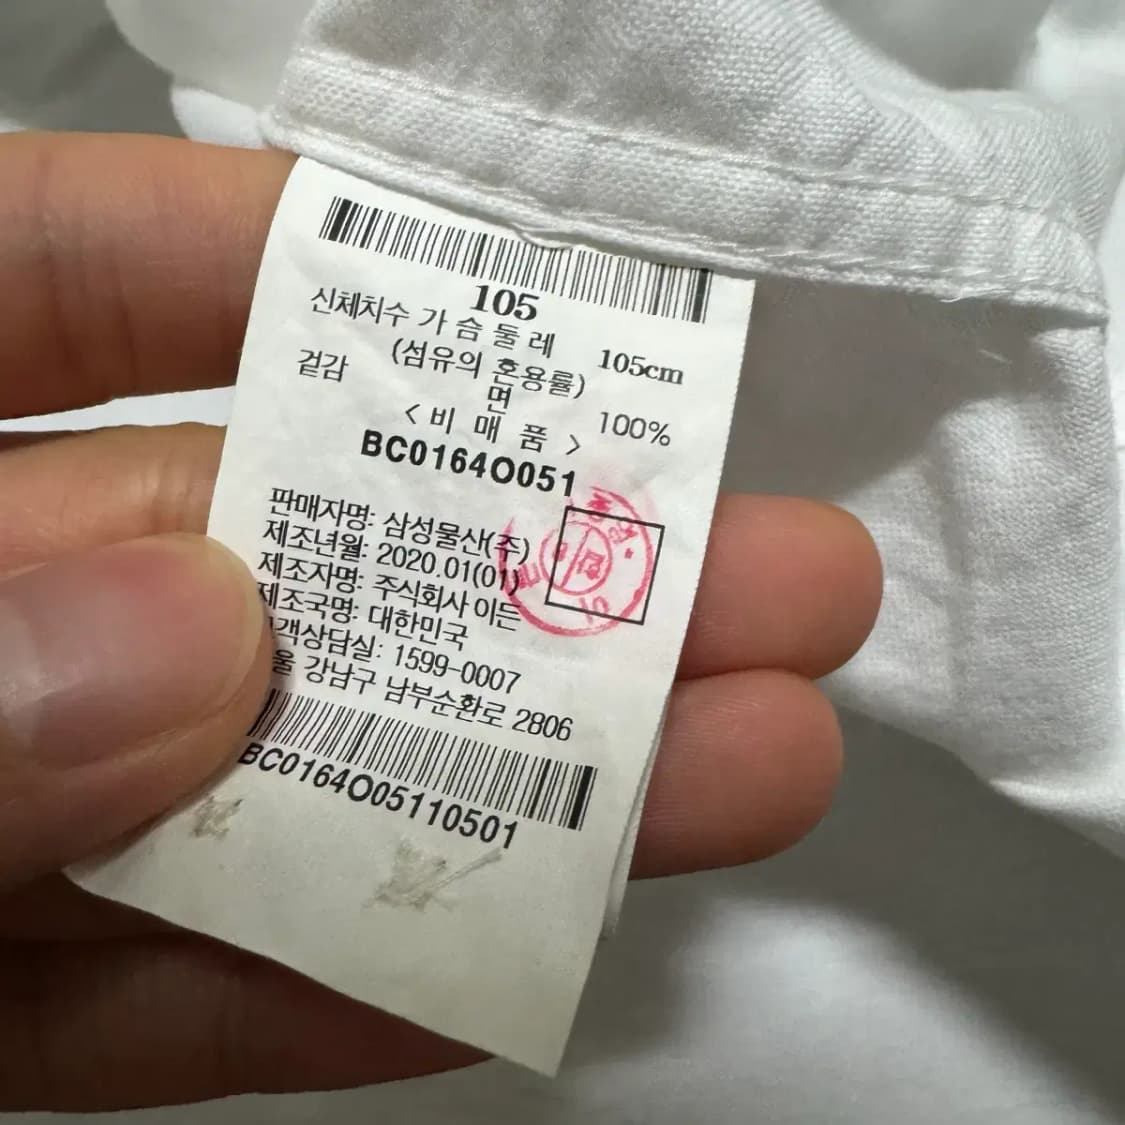 105
신체치수 가 슴 둘 레 105cm
(섬유의 혼용률)
겉감 면 100%
< 비 매 품 >
BC0164O051
판매자명: 삼성물산(주)
제조년월: 2020.01(01)
제조자명: 주식회사 이든
제조국명: 대한민국
객상담실: 1599-0007
울 강남구 남부순환로 2806
BC0164O05110501